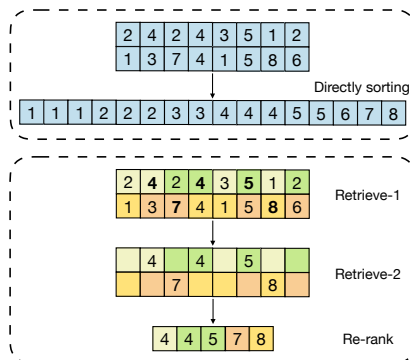 2 4 2 4 3 5 1 2
1 3 7 4 1 5 8 6
Directly sorting
1 1 1 2 2 2 3 3 4 4 4 5 5 6 7 8
2 4 2 4 3 5 1 2
1 3 7 4 1 5 8 6
Retrieve-1
4 4 5
7 8
Retrieve-2
4 4 5 7 8
Re-rank